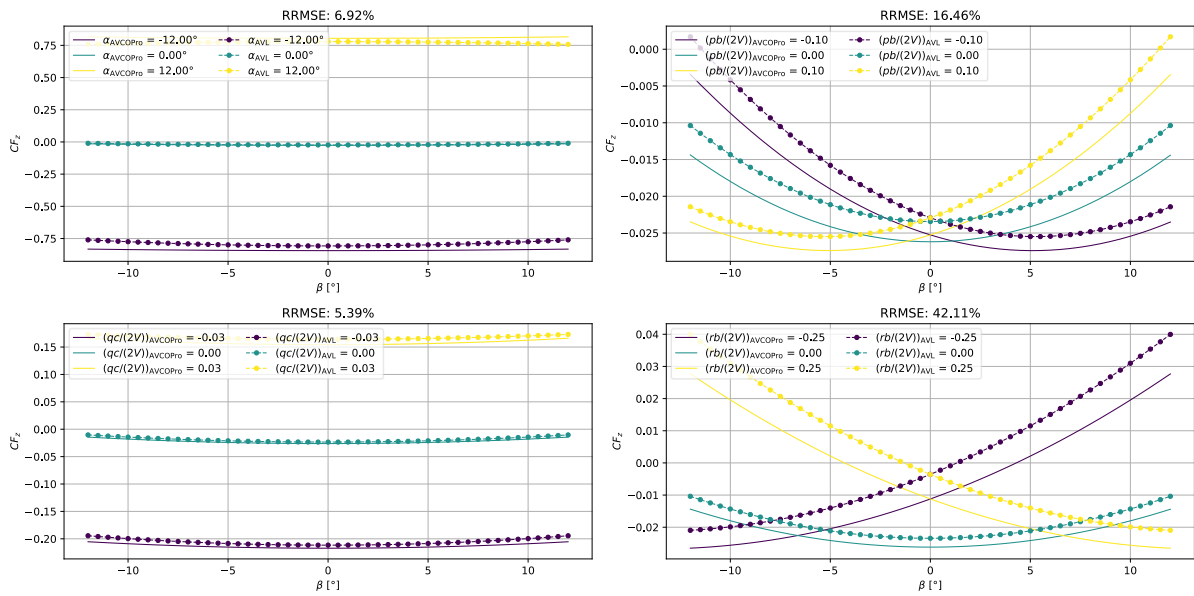 RRMSE: 6.92%
α_AVCOPro = -12.00°  α_AVL = -12.00°
α_AVCOPro = 0.00°  α_AVL = 0.00°
α_AVCOPro = 12.00°  α_AVL = 12.00°
0.75
0.50
0.25
0.00
−0.25
−0.50
−0.75
CF_z
−10 −5 0 5 10
β [°]
RRMSE: 16.46%
(pb/(2V))_AVCOPro = -0.10  (pb/(2V))_AVL = -0.10
(pb/(2V))_AVCOPro = 0.00  (pb/(2V))_AVL = 0.00
(pb/(2V))_AVCOPro = 0.10  (pb/(2V))_AVL = 0.10
0.000
−0.005
−0.010
−0.015
−0.020
−0.025
CF_z
−10 −5 0 5 10
β [°]
RRMSE: 5.39%
(qc/(2V))_AVCOPro = -0.03  (qc/(2V))_AVL = -0.03
(qc/(2V))_AVCOPro = 0.00  (qc/(2V))_AVL = 0.00
(qc/(2V))_AVCOPro = 0.03  (qc/(2V))_AVL = 0.03
0.15
0.10
0.05
0.00
−0.05
−0.10
−0.15
−0.20
CF_z
−10 −5 0 5 10
β [°]
RRMSE: 42.11%
(rb/(2V))_AVCOPro = -0.25  (rb/(2V))_AVL = -0.25
(rb/(2V))_AVCOPro = 0.00  (rb/(2V))_AVL = 0.00
(rb/(2V))_AVCOPro = 0.25  (rb/(2V))_AVL = 0.25
0.04
0.03
0.02
0.01
0.00
−0.01
−0.02
CF_z
−10 −5 0 5 10
β [°]